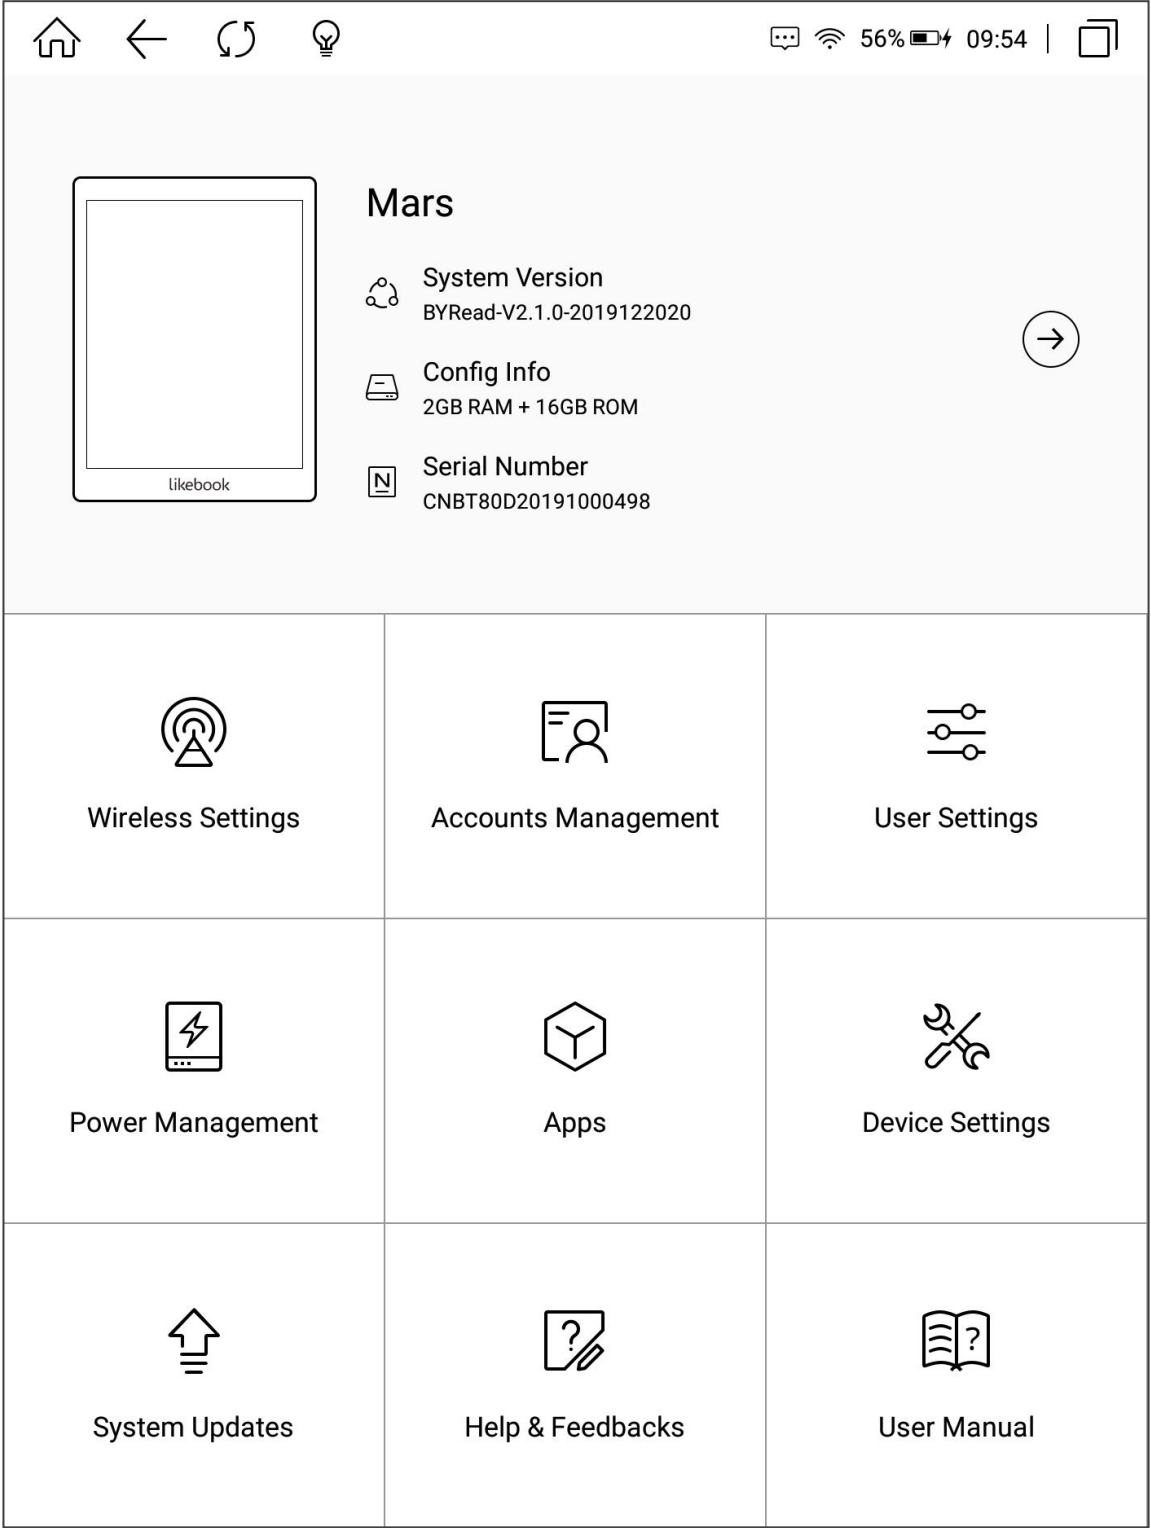 56% 09:54
Mars
System Version
BYRead-V2.1.0-2019122020
Config Info
2GB RAM + 16GB ROM
N
Serial Number
CNBT80D20191000498
likebook
Wireless Settings
Accounts Management
User Settings
Power Management
Apps
Device Settings
System Updates
?
Help & Feedbacks
?
User Manual